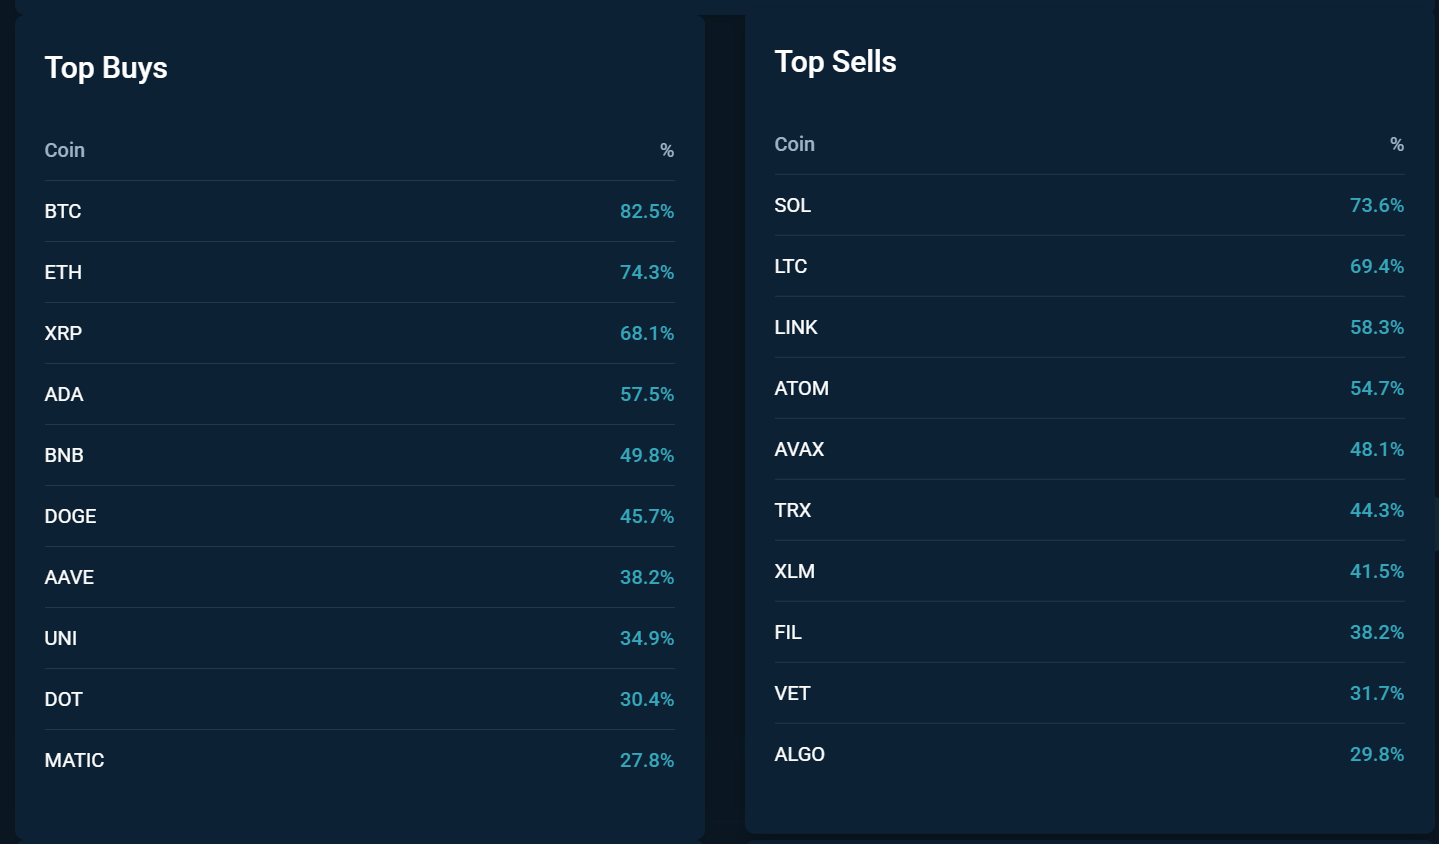 Top Buys
Coin %
BTC 82.5%
ETH 74.3%
XRP 68.1%
ADA 57.5%
BNB 49.8%
DOGE 45.7%
AAVE 38.2%
UNI 34.9%
DOT 30.4%
MATIC 27.8%
Top Sells
Coin %
SOL 73.6%
LTC 69.4%
LINK 58.3%
ATOM 54.7%
AVAX 48.1%
TRX 44.3%
XLM 41.5%
FIL 38.2%
VET 31.7%
ALGO 29.8%